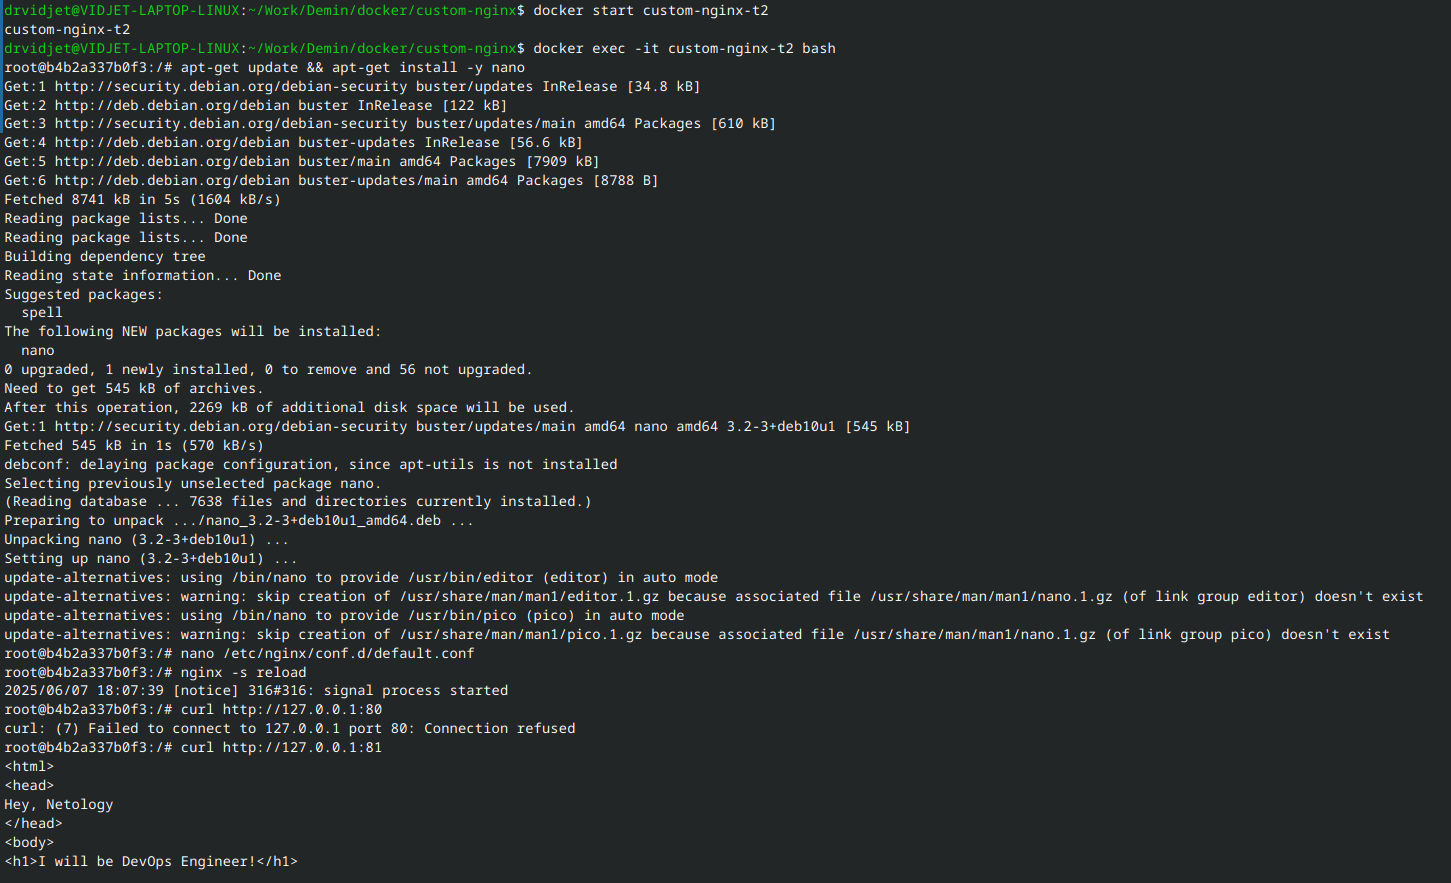 drvidjet@VIDJET-LAPTOP-LINUX:~/Work/Demin/docker/custom-nginx$ docker start custom-nginx-t2
custom-nginx-t2
drvidjet@VIDJET-LAPTOP-LINUX:~/Work/Demin/docker/custom-nginx$ docker exec -it custom-nginx-t2 bash
root@b4b2a337b0f3:/# apt-get update && apt-get install -y nano
Get:1 http://security.debian.org/debian-security buster/updates InRelease [34.8 kB]
Get:2 http://deb.debian.org/debian buster InRelease [122 kB]
Get:3 http://security.debian.org/debian-security buster/updates/main amd64 Packages [610 kB]
Get:4 http://deb.debian.org/debian buster-updates InRelease [56.6 kB]
Get:5 http://deb.debian.org/debian buster/main amd64 Packages [7909 kB]
Get:6 http://deb.debian.org/debian buster-updates/main amd64 Packages [8788 B]
Fetched 8741 kB in 5s (1604 kB/s)
Reading package lists... Done
Reading package lists... Done
Building dependency tree
Reading state information... Done
Suggested packages:
  spell
The following NEW packages will be installed:
  nano
0 upgraded, 1 newly installed, 0 to remove and 56 not upgraded.
Need to get 545 kB of archives.
After this operation, 2269 kB of additional disk space will be used.
Get:1 http://security.debian.org/debian-security buster/updates/main amd64 nano amd64 3.2-3+deb10u1 [545 kB]
Fetched 545 kB in 1s (570 kB/s)
debconf: delaying package configuration, since apt-utils is not installed
Selecting previously unselected package nano.
(Reading database ... 7638 files and directories currently installed.)
Preparing to unpack .../nano_3.2-3+deb10u1_amd64.deb ...
Unpacking nano (3.2-3+deb10u1) ...
Setting up nano (3.2-3+deb10u1) ...
update-alternatives: using /bin/nano to provide /usr/bin/editor (editor) in auto mode
update-alternatives: warning: skip creation of /usr/share/man/man1/editor.1.gz because associated file /usr/share/man/man1/nano.1.gz (of link group editor) doesn't exist
update-alternatives: using /bin/nano to provide /usr/bin/pico (pico) in auto mode
update-alternatives: warning: skip creation of /usr/share/man/man1/pico.1.gz because associated file /usr/share/man/man1/nano.1.gz (of link group pico) doesn't exist
root@b4b2a337b0f3:/# nano /etc/nginx/conf.d/default.conf
root@b4b2a337b0f3:/# nginx -s reload
2025/06/07 18:07:39 [notice] 316#316: signal process started
root@b4b2a337b0f3:/# curl http://127.0.0.1:80
curl: (7) Failed to connect to 127.0.0.1 port 80: Connection refused
root@b4b2a337b0f3:/# curl http://127.0.0.1:81
<html>
<head>
Hey, Netology
</head>
<body>
<h1>I will be DevOps Engineer!</h1>